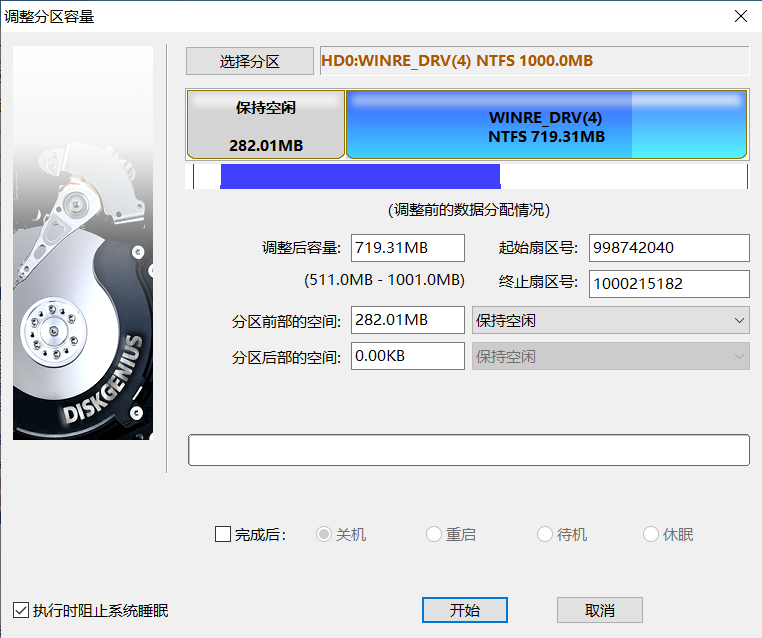 调整分区容量
选择分区
HD0:WINRE_DRV(4) NTFS 1000.0MB
保持空闲
282.01MB
WINRE_DRV(4)
NTFS 719.31MB
(调整前的数据分配情况)
调整后容量: 719.31MB 起始扇区号: 998742040
(511.0MB - 1001.0MB) 终止扇区号: 1000215182
分区前部的空间: 282.01MB 保持空闲
分区后部的空间: 0.00KB 保持空闲
DISKGENIUS
完成后: 关机 重启 待机 休眠
执行时阻止系统睡眠 开始 取消